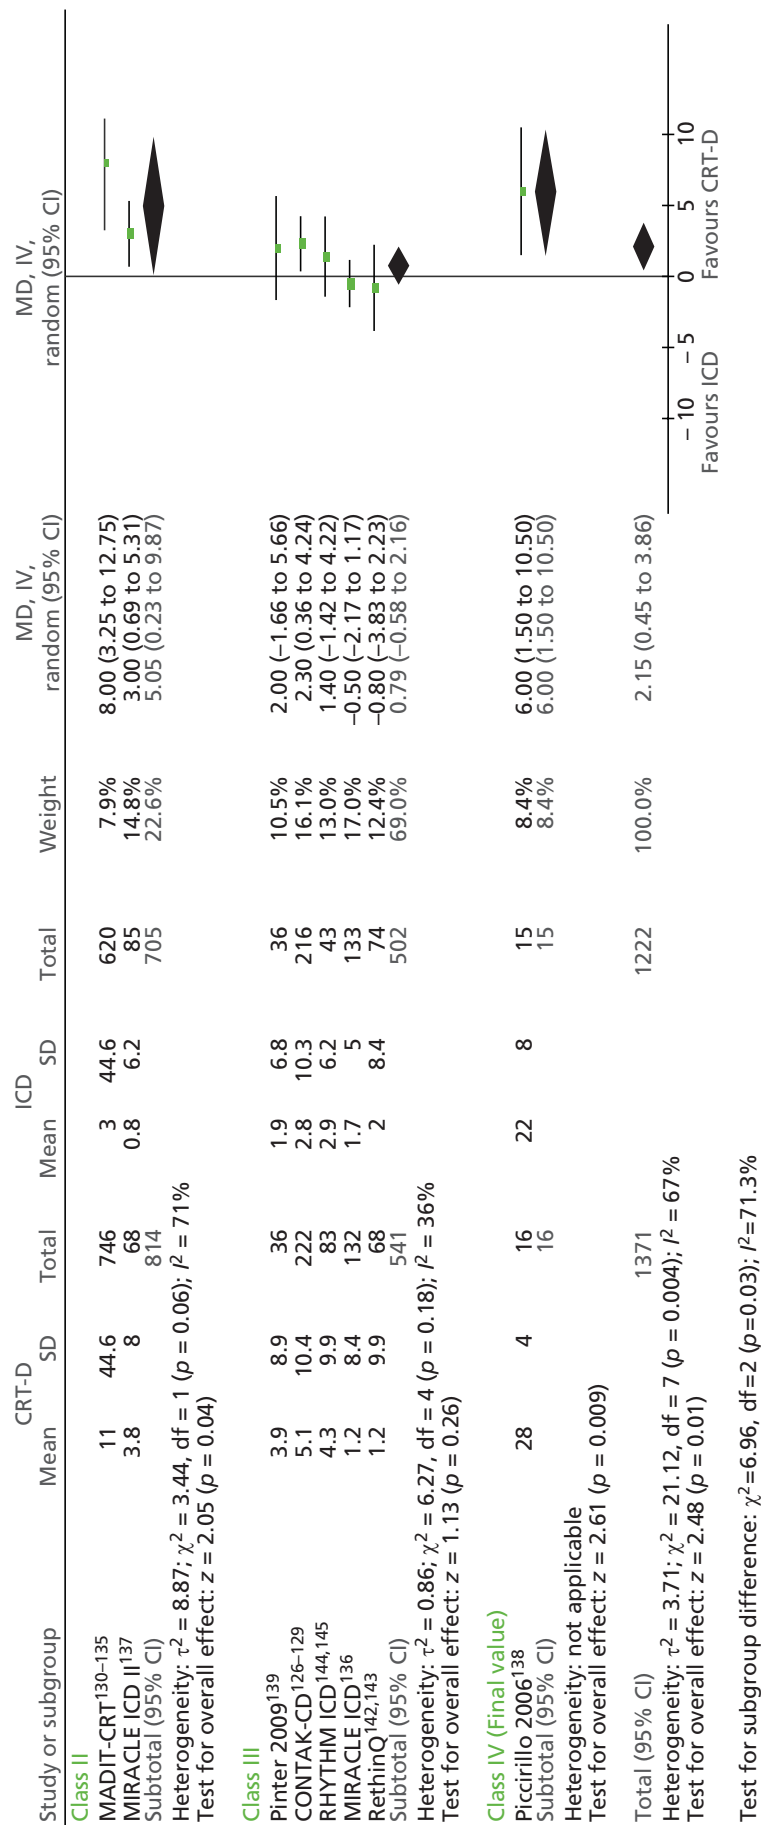 CRT-D ICD MD, IV, MD, IV,
Study or subgroup Mean SD Total Mean SD Total Weight random (95% CI) random (95% CI)
Class II
MADIT-CRT130–135 11 44.6 746 3 44.6 620 7.9% 8.00 (3.25 to 12.75)
MIRACLE ICD II137 3.8 8 68 0.8 6.2 85 14.8% 3.00 (0.69 to 5.31)
Subtotal (95% CI) 814 705 22.6% 5.05 (0.23 to 9.87)
Heterogeneity: τ2 = 8.87; χ2 = 3.44, df = 1 (p = 0.06); I2 = 71%
Test for overall effect: z = 2.05 (p = 0.04)
Class III
Pinter 2009139 3.9 8.9 36 1.9 6.8 36 10.5% 2.00 (−1.66 to 5.66)
CONTAK-CD126–129 5.1 10.4 222 2.8 10.3 216 16.1% 2.30 (0.36 to 4.24)
RHYTHM ICD144,145 4.3 9.9 83 2.9 6.2 43 13.0% 1.40 (−1.42 to 4.22)
MIRACLE ICD136 1.2 8.4 132 1.7 5 133 17.0% −0.50 (−2.17 to 1.17)
RethinQ142,143 1.2 9.9 68 2 8.4 74 12.4% −0.80 (−3.83 to 2.23)
Subtotal (95% CI) 541 502 69.0% 0.79 (−0.58 to 2.16)
Heterogeneity: τ2 = 0.86; χ2 = 6.27, df = 4 (p = 0.18); I2 = 36%
Test for overall effect: z = 1.13 (p = 0.26)
Class IV (Final value)
Piccirillo 2006138 28 4 16 22 8 15 8.4% 6.00 (1.50 to 10.50)
Subtotal (95% CI) 16 15 8.4% 6.00 (1.50 to 10.50)
Heterogeneity: not applicable
Test for overall effect: z = 2.61 (p = 0.009)
Total (95% CI) 1371 1222 100.0% 2.15 (0.45 to 3.86)
Heterogeneity: τ2 = 3.71; χ2 = 21.12, df = 7 (p = 0.004); I2 = 67%
Test for overall effect: z = 2.48 (p = 0.01)
− 10 − 5 0 5 10
Favours ICD Favours CRT-D
Test for subgroup difference: χ2=6.96, df=2 (p=0.03); I2=71.3%